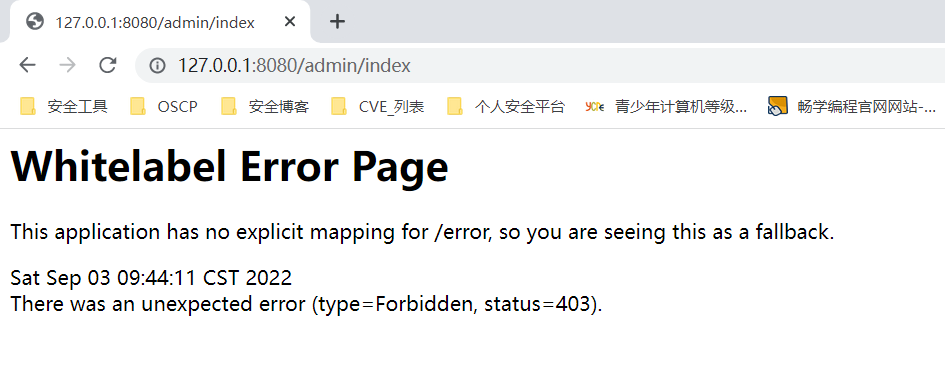 127.0.0.1:8080/admin/index
127.0.0.1:8080/admin/index
安全工具 OSCP 安全博客 CVE_列表 个人安全平台 青少年计算机等级... 畅学编程官网网站-...
Whitelabel Error Page
This application has no explicit mapping for /error, so you are seeing this as a fallback.
Sat Sep 03 09:44:11 CST 2022
There was an unexpected error (type=Forbidden, status=403).